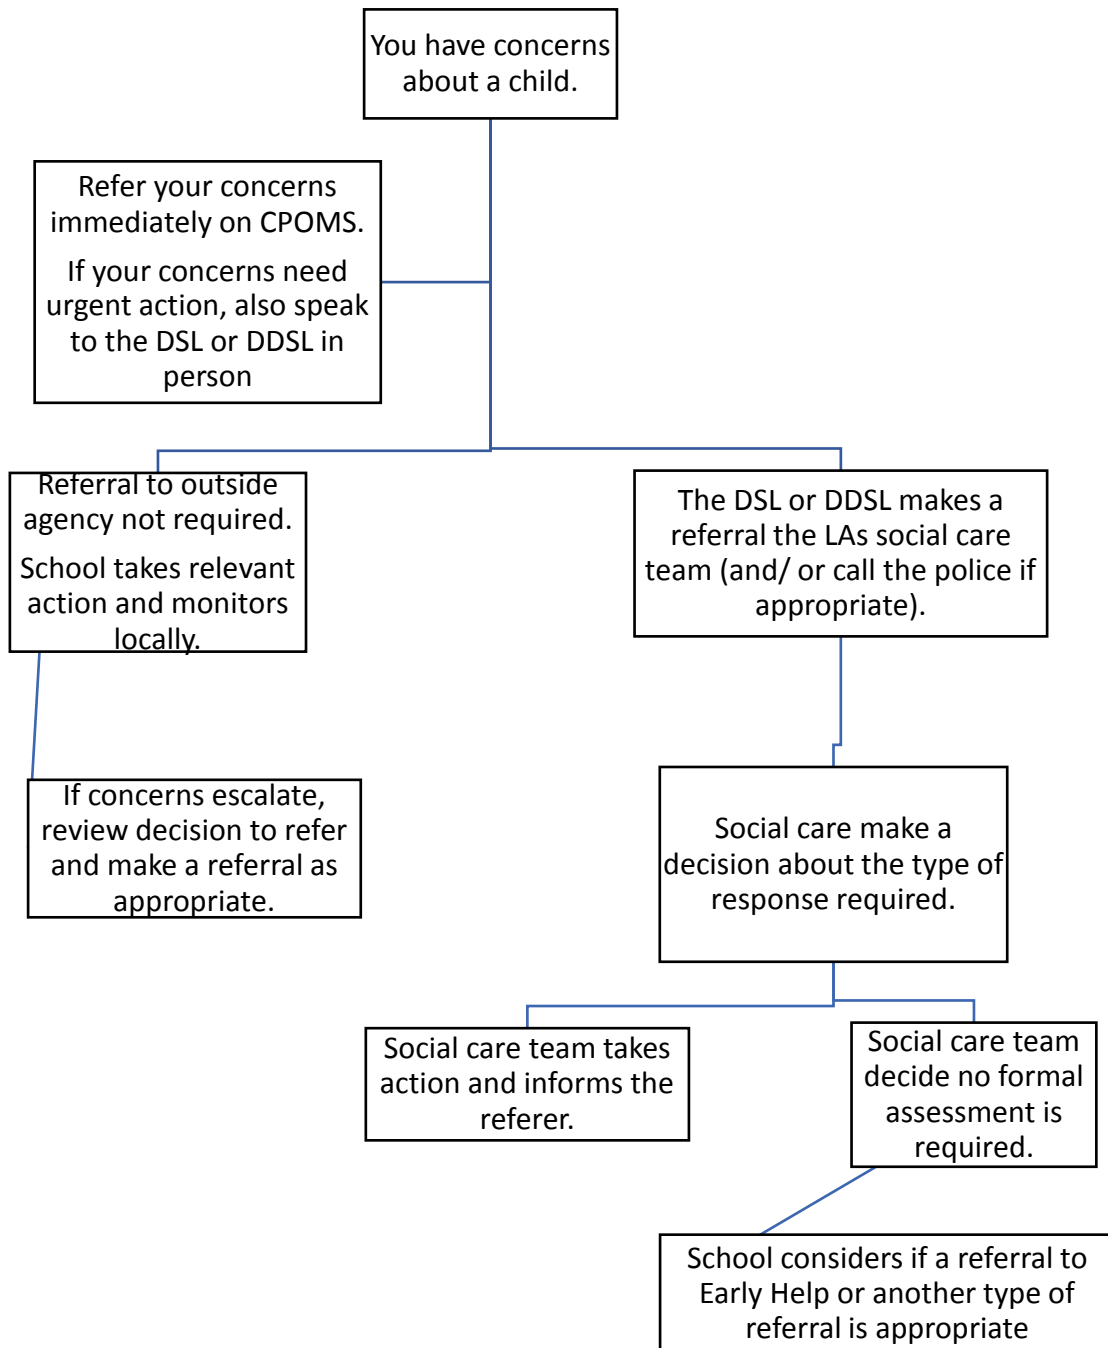 You have concerns
about a child.
Refer your concerns
immediately on CPOMS.
If your concerns need
urgent action, also speak
to the DSL or DDSL in
person
Referral to outside
agency not required.
School takes relevant
action and monitors
locally.
The DSL or DDSL makes a
referral the LAs social care
team (and/ or call the police if
appropriate).
If concerns escalate,
review decision to refer
and make a referral as
appropriate.
Social care make a
decision about the type of
response required.
Social care team takes
action and informs the
referer.
Social care team
decide no formal
assessment is
required.
School considers if a referral to
Early Help or another type of
referral is appropriate